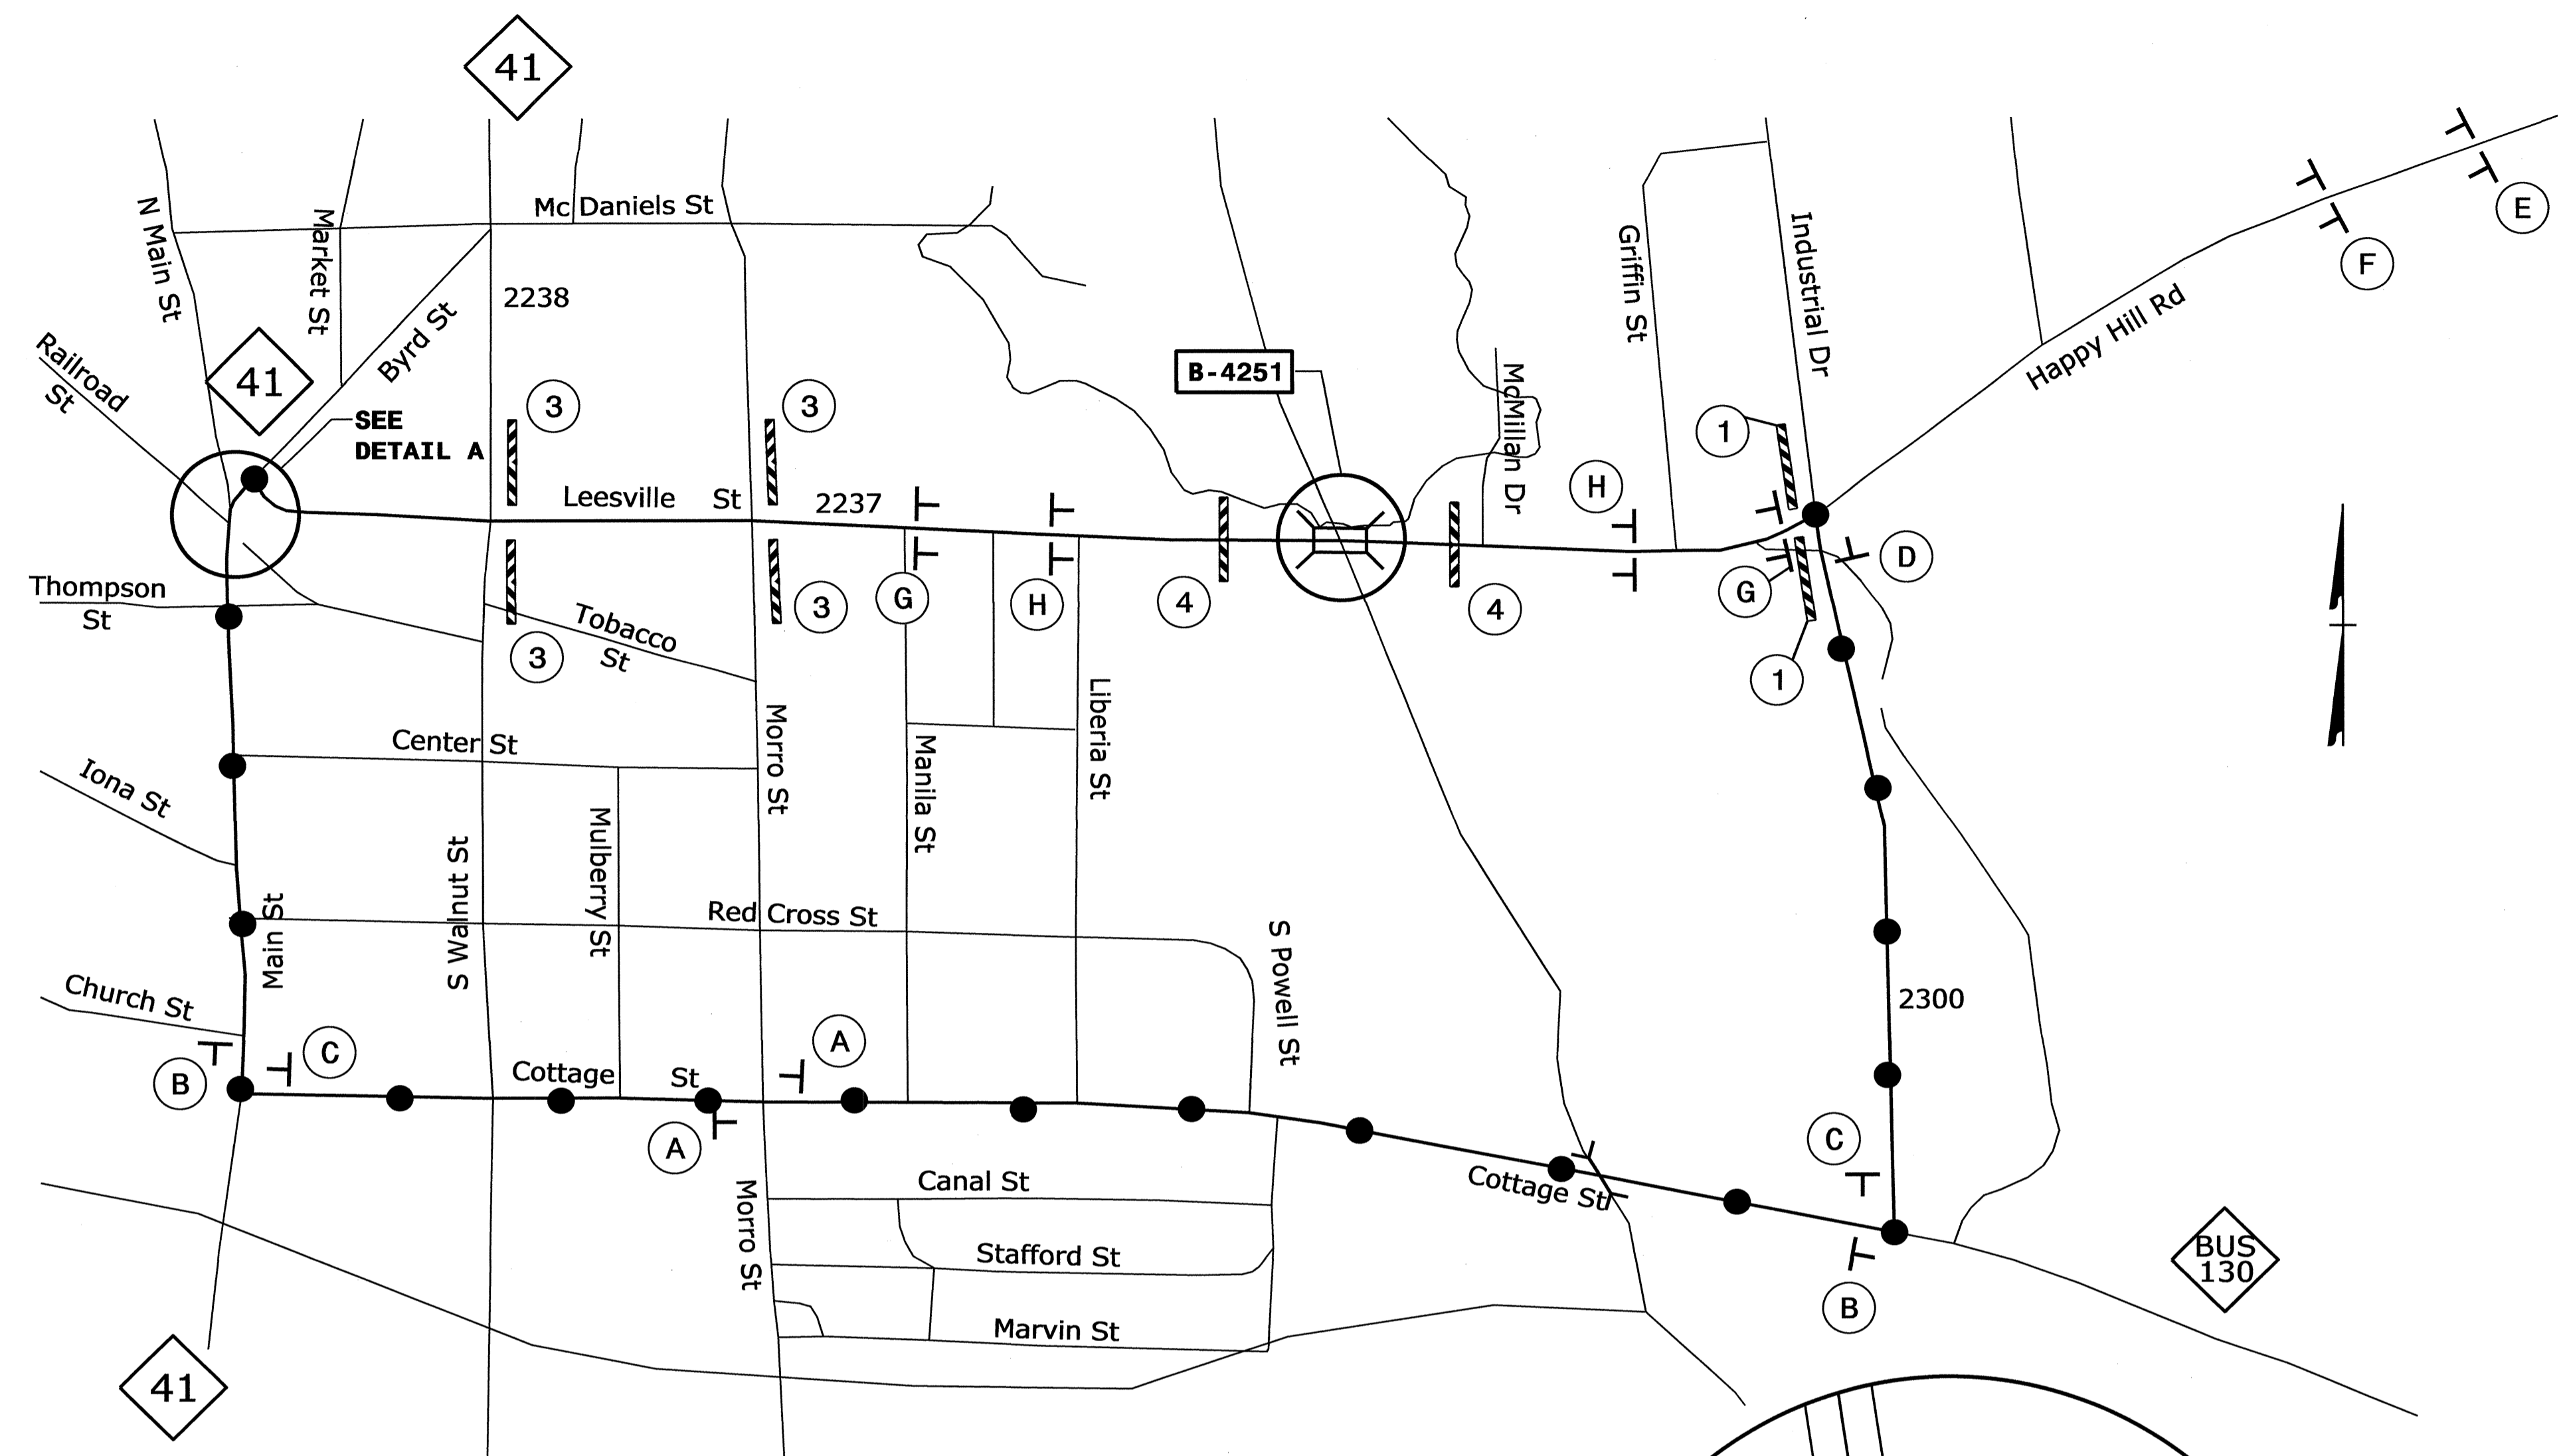 41
N Main St
Market St
Mc Daniels St
Byrd St
2238
Railroad
St
41
SEE
DETAIL A
3
3
Leesville St
2237
B-4251
McMillan Dr
Griffin St
Industrial Dr
Happy Hill Rd
E
F
1
H
D
G
1
Thompson
St
3
Tobacco
St
3
G
H
4
4
Center St
Iona St
Morro St
Manila St
Liberia St
Mulberry St
S Walnut St
Main St
Red Cross St
S Powell St
2300
Church St
B
C
Cottage St
A
A
C
Cottage St
B
BUS
130
Canal St
Morro St
Stafford St
Marvin St
41